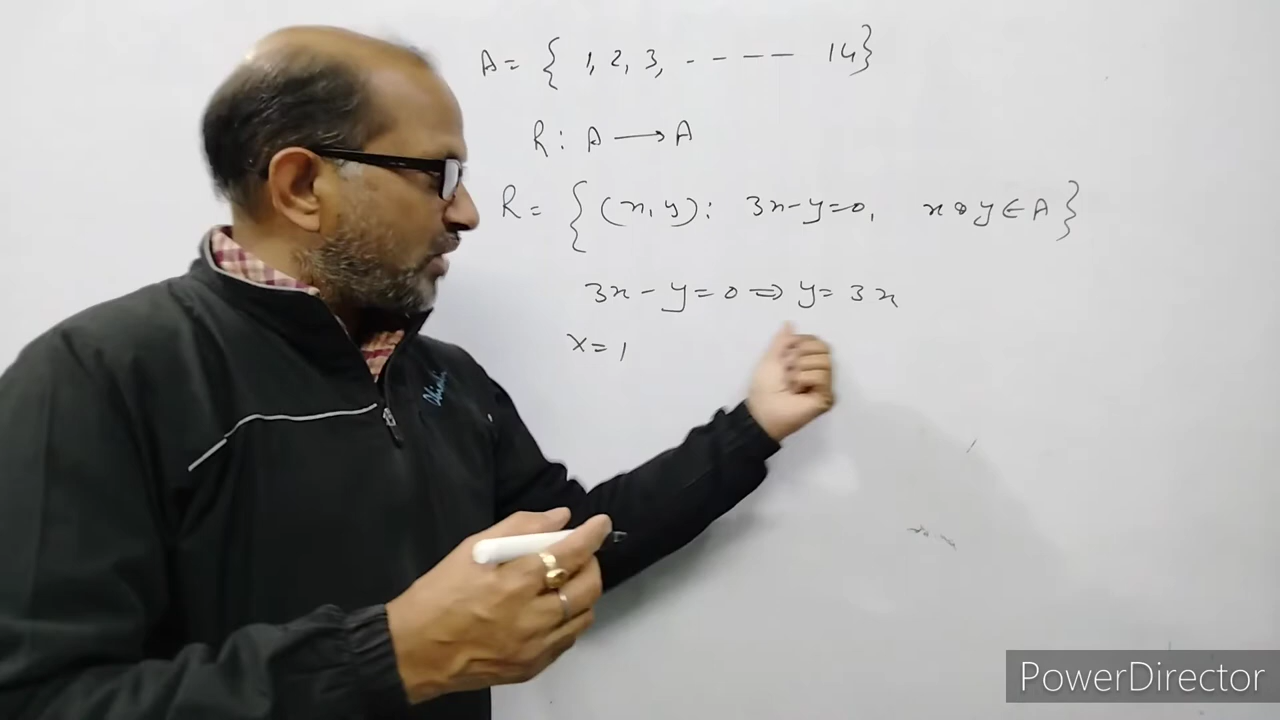 A = { 1, 2, 3, - - - - 14}
R : A → A
R = { (x, y) : 3x - y = 0, x & y ∈ A }
3x - y = 0 ⇒ y = 3x
x = 1
PowerDirector